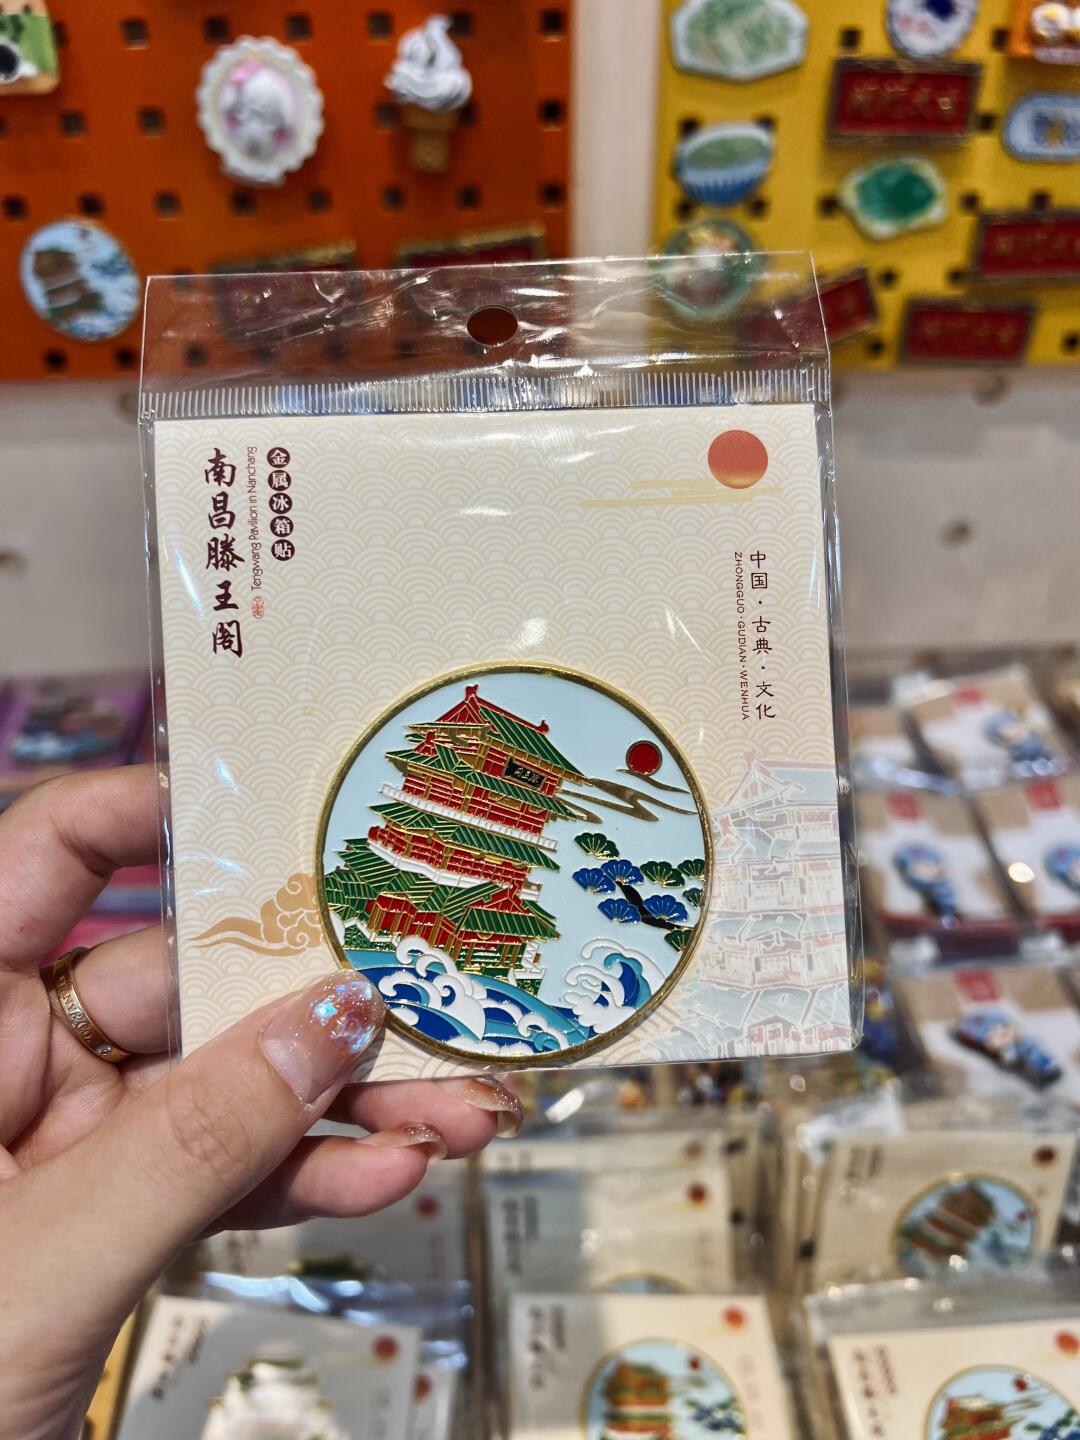 南昌滕王阁
Tengwang Pavilion in Nanchang
金属冰箱贴
中国·古典·文化
ZHONGGUO·GUDIAN·WENHUA